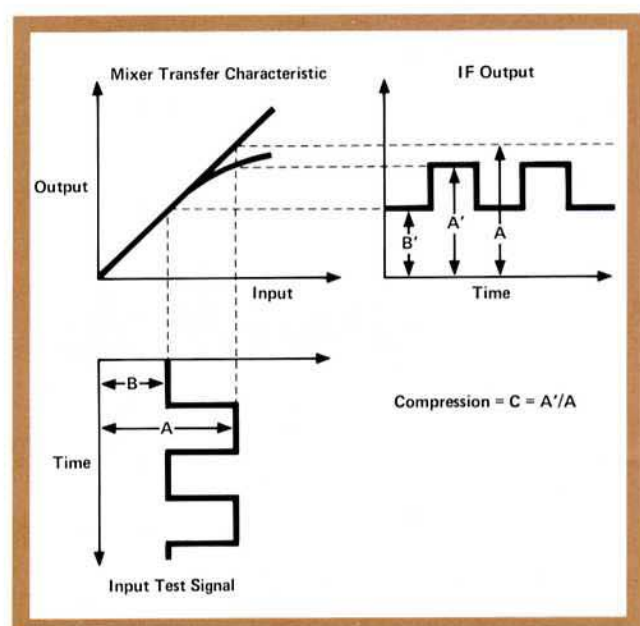 Mixer Transfer Characteristic
IF Output
Output
Input
B'
A'
A
Time
B
A
Time
Compression = C = A'/A
Input Test Signal